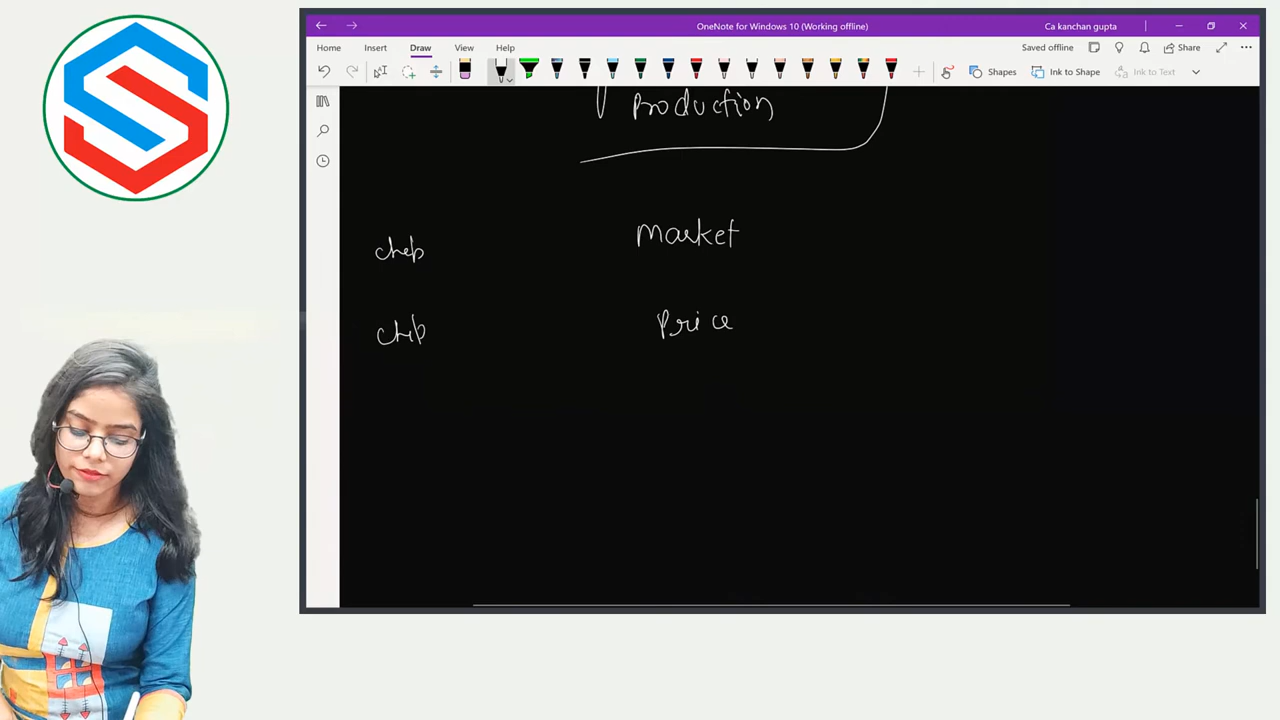 OneNote for Windows 10 (Working offline)
Ca kanchan gupta
Home Insert Draw View Help
Saved offline
Share
Shapes
Ink to Shape
Ink to Text
Production
Market
Price